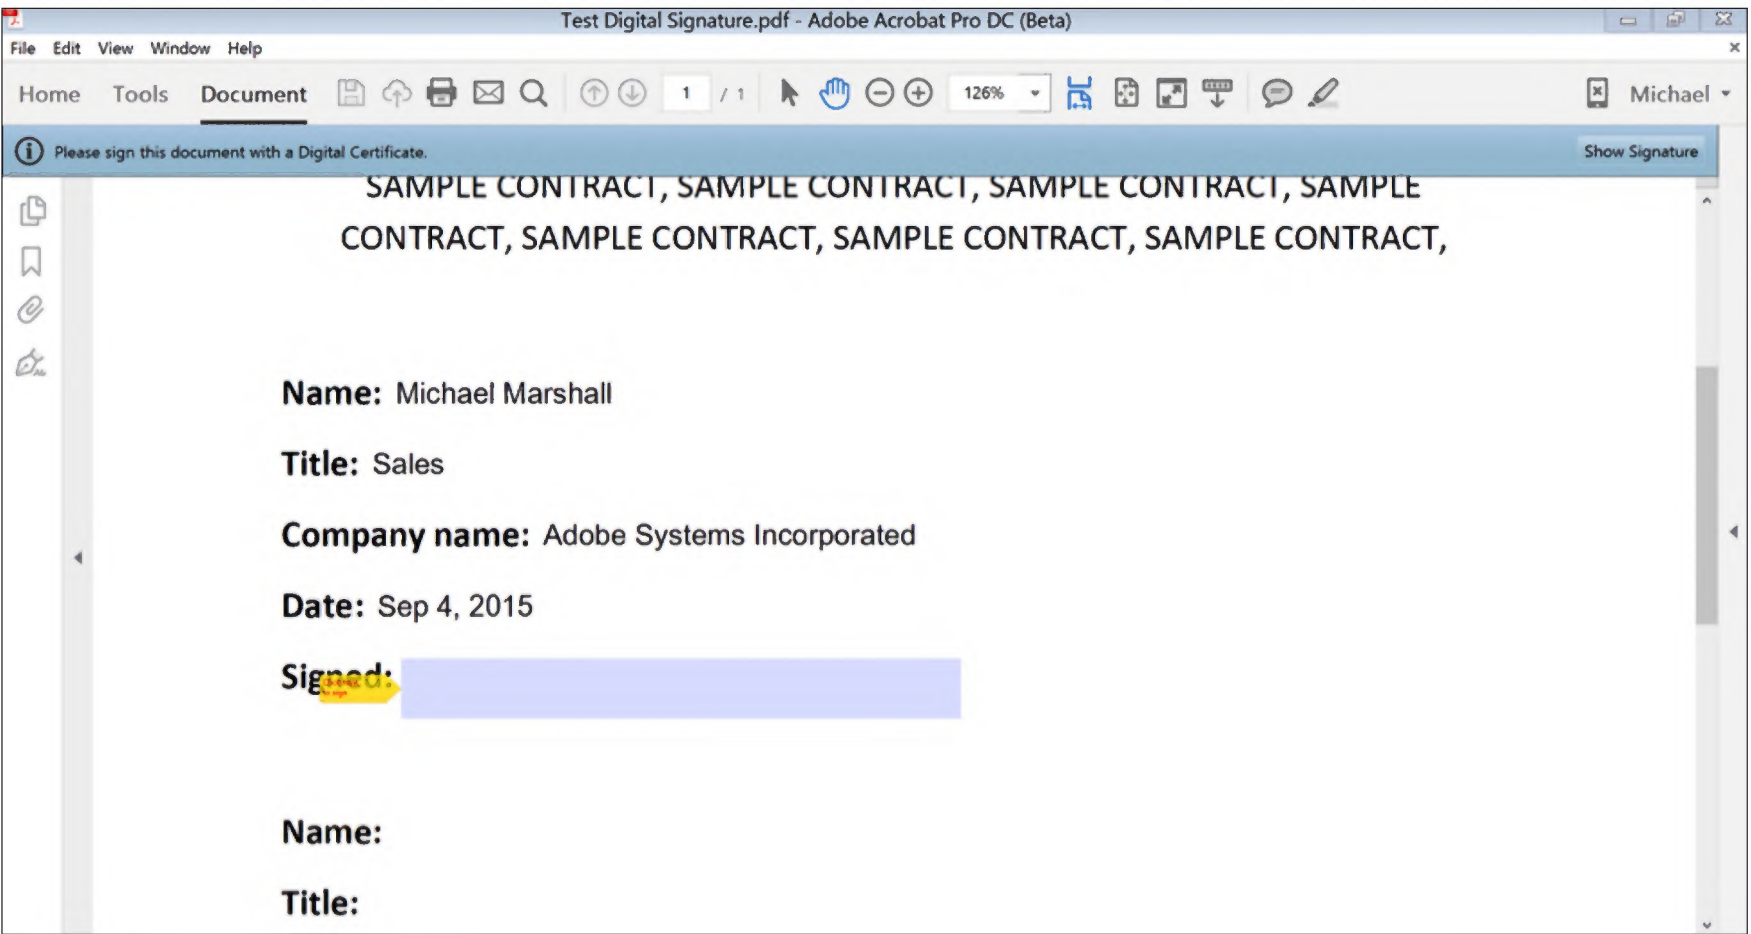 Test Digital Signature.pdf - Adobe Acrobat Pro DC (Beta)
File Edit View Window Help
Home Tools Document 1 / 1 126% Michael
Please sign this document with a Digital Certificate. Show Signature
SAMPLE CONTRACT, SAMPLE CONTRACT, SAMPLE CONTRACT, SAMPLE
CONTRACT, SAMPLE CONTRACT, SAMPLE CONTRACT, SAMPLE CONTRACT,
Name: Michael Marshall
Title: Sales
Company name: Adobe Systems Incorporated
Date: Sep 4, 2015
Signed:
Name:
Title: